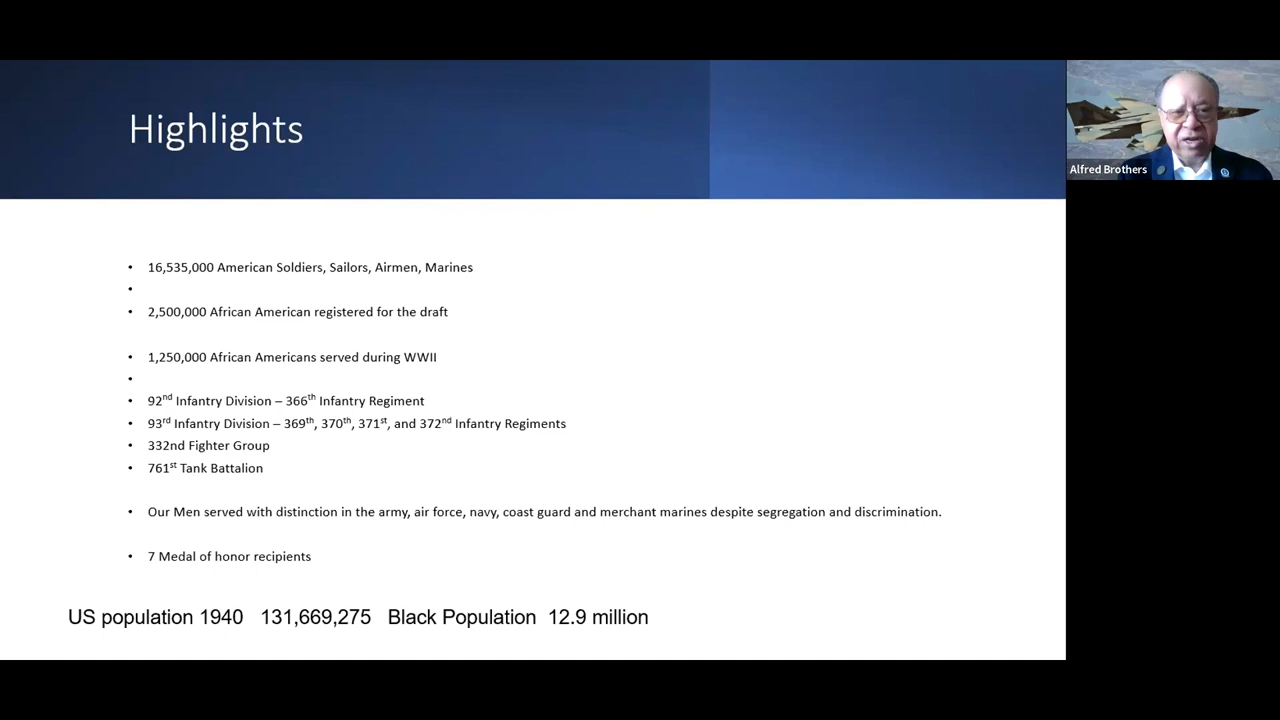 Highlights
Alfred Brothers
• 16,535,000 American Soldiers, Sailors, Airmen, Marines
•
• 2,500,000 African American registered for the draft
• 1,250,000 African Americans served during WWII
•
• 92nd Infantry Division – 366th Infantry Regiment
• 93rd Infantry Division – 369th, 370th, 371st, and 372nd Infantry Regiments
• 332nd Fighter Group
• 761st Tank Battalion
• Our Men served with distinction in the army, air force, navy, coast guard and merchant marines despite segregation and discrimination.
• 7 Medal of honor recipients
US population 1940 131,669,275 Black Population 12.9 million